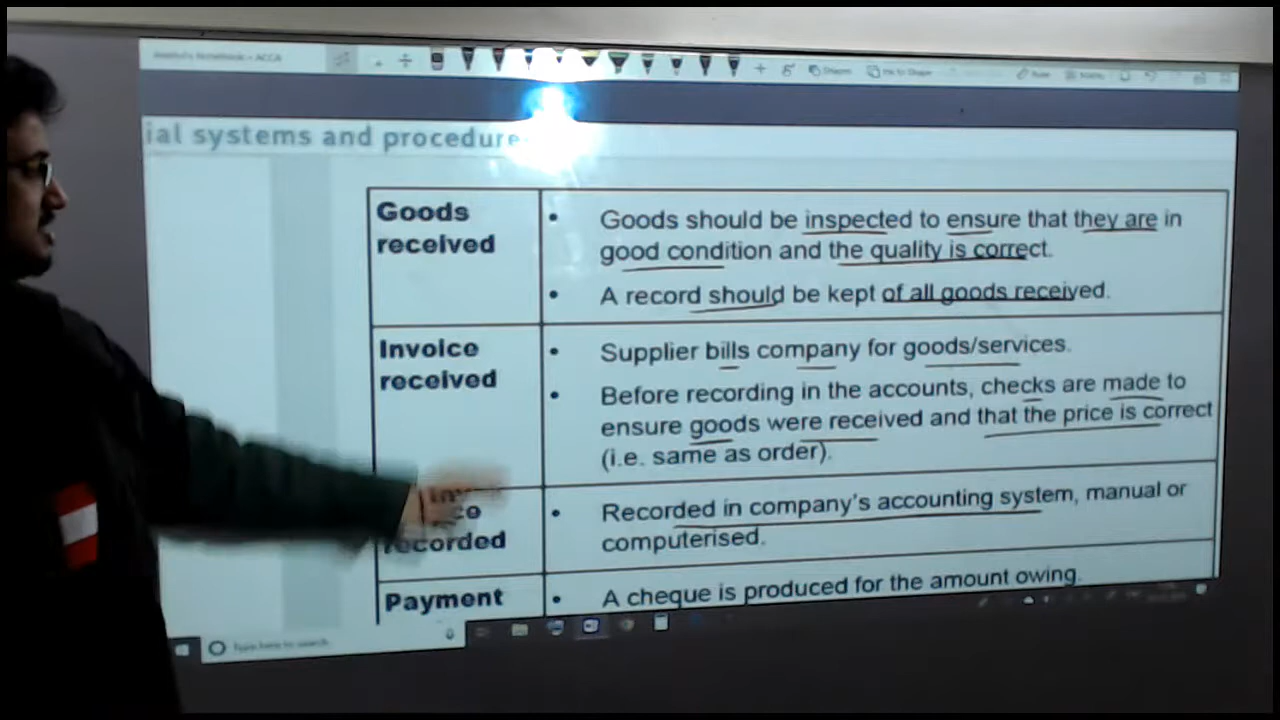 ial systems and procedure
Goods
received
• Goods should be inspected to ensure that they are in
good condition and the quality is correct.
• A record should be kept of all goods received.
Invoice
received
• Supplier bills company for goods/services.
• Before recording in the accounts, checks are made to
ensure goods were received and that the price is correct
(i.e. same as order).
recorded
• Recorded in company's accounting system, manual or
computerised.
Payment
• A cheque is produced for the amount owing.
Type here to search